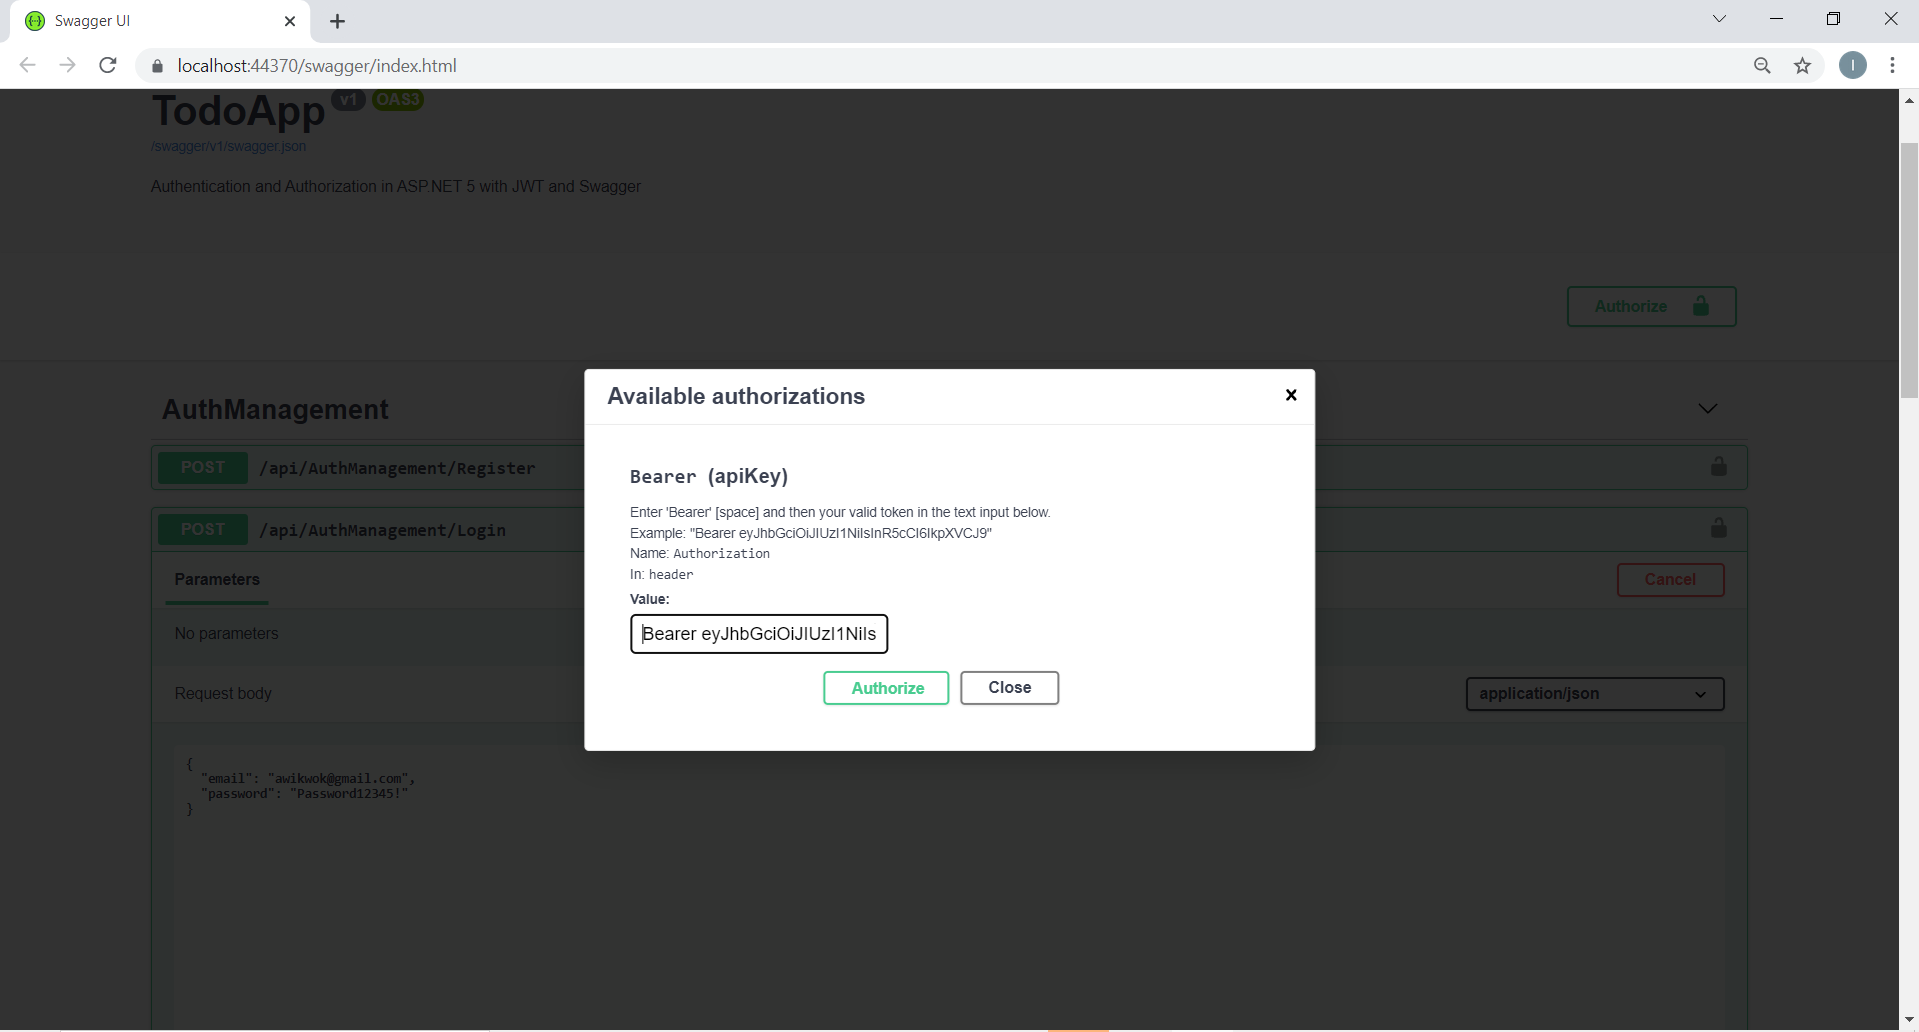 Swagger UI
localhost:44370/swagger/index.html
I
TodoApp v1 OAS3
/swagger/v1/swagger.json
Authentication and Authorization in ASP.NET 5 with JWT and Swagger
Authorize
AuthManagement
POST /api/AuthManagement/Register
POST /api/AuthManagement/Login
Parameters
Cancel
No parameters
Request body
application/json
{
"email": "awikwok@gmail.com",
"password": "Password12345!"
}
Available authorizations
Bearer (apiKey)
Enter 'Bearer' [space] and then your valid token in the text input below.
Example: "Bearer eyJhbGciOiJIUzI1NiIsInR5cCI6IkpXVCJ9"
Name: Authorization
In: header
Value:
Bearer eyJhbGciOiJIUzI1NiIs
Authorize
Close